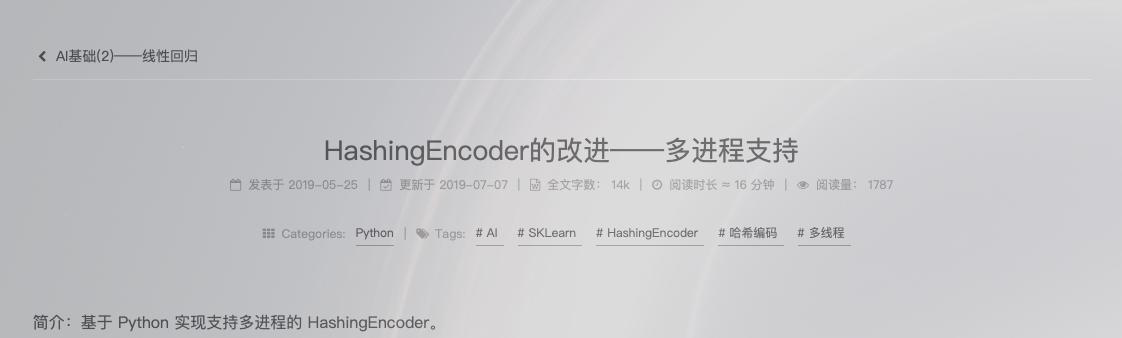 AI基础(2)——线性回归
HashingEncoder的改进——多进程支持
发表于 2019-05-25 | 更新于 2019-07-07 | 全文字数: 14k | 阅读时长 ≈ 16 分钟 | 阅读量: 1787
Categories: Python | Tags: # AI # SKLearn # HashingEncoder # 哈希编码 # 多线程
简介：基于 Python 实现支持多进程的 HashingEncoder。